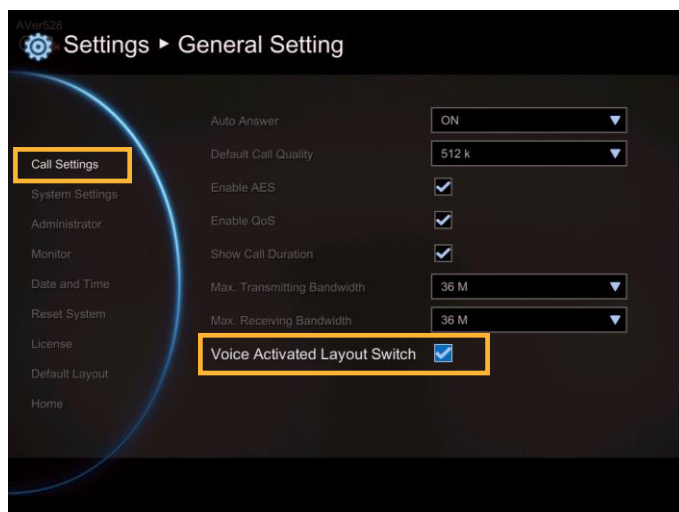 AVer528
Settings ► General Setting
Auto Answer ON
Call Settings
Default Call Quality 512 k
System Settings
Enable AES
Administrator
Enable QoS
Monitor
Show Call Duration
Date and Time
Max. Transmitting Bandwidth 36 M
Reset System
Max. Receiving Bandwidth 36 M
License
Voice Activated Layout Switch
Default Layout
Home